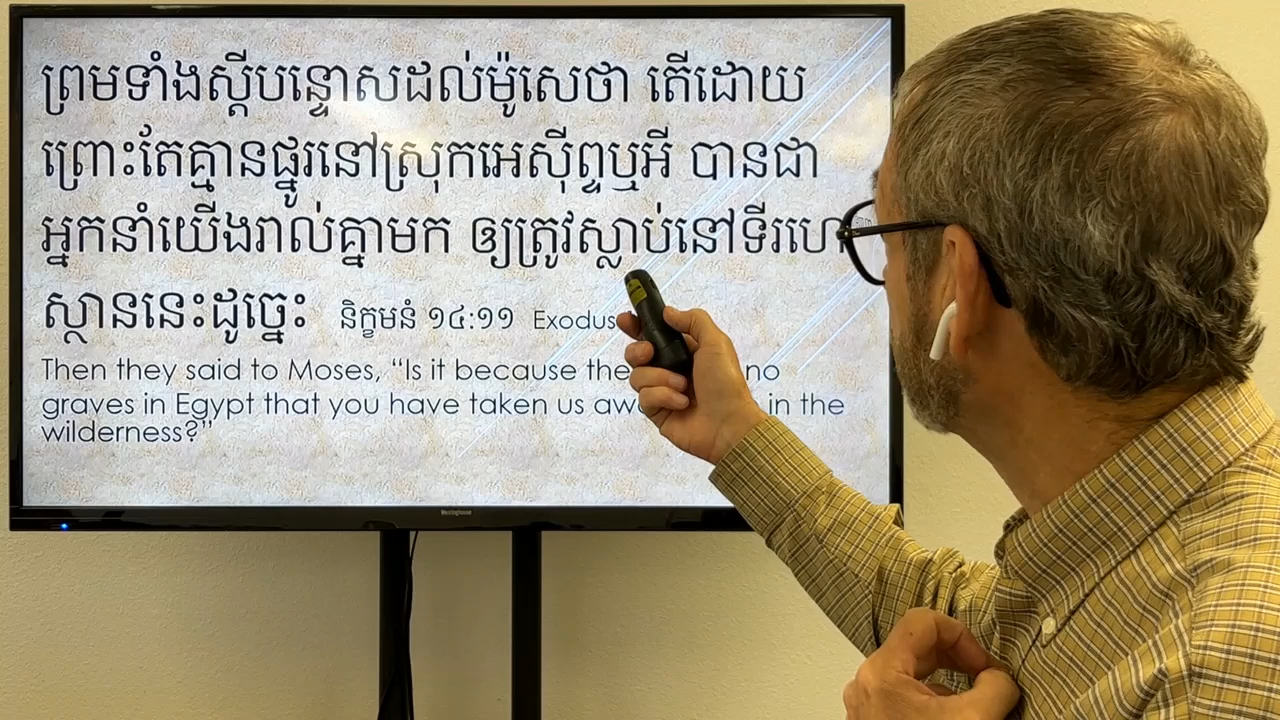 ព្រមទាំងស្ដីបន្ទោសដល់ម៉ូសេថា តើដោយ
ព្រោះតែគ្មានផ្នូរនៅស្រុកអេស៊ីព្ទឬអី បានជា
អ្នកនាំយើងរាល់គ្នាមក ឲ្យត្រូវស្លាប់នៅទីរហោ
ស្ថាននេះដូច្នេះ និក្ខមនំ ១៤:១១ Exodus
Then they said to Moses, “Is it because no
graves in Egypt that you have taken us in the
wilderness?”
Westinghouse